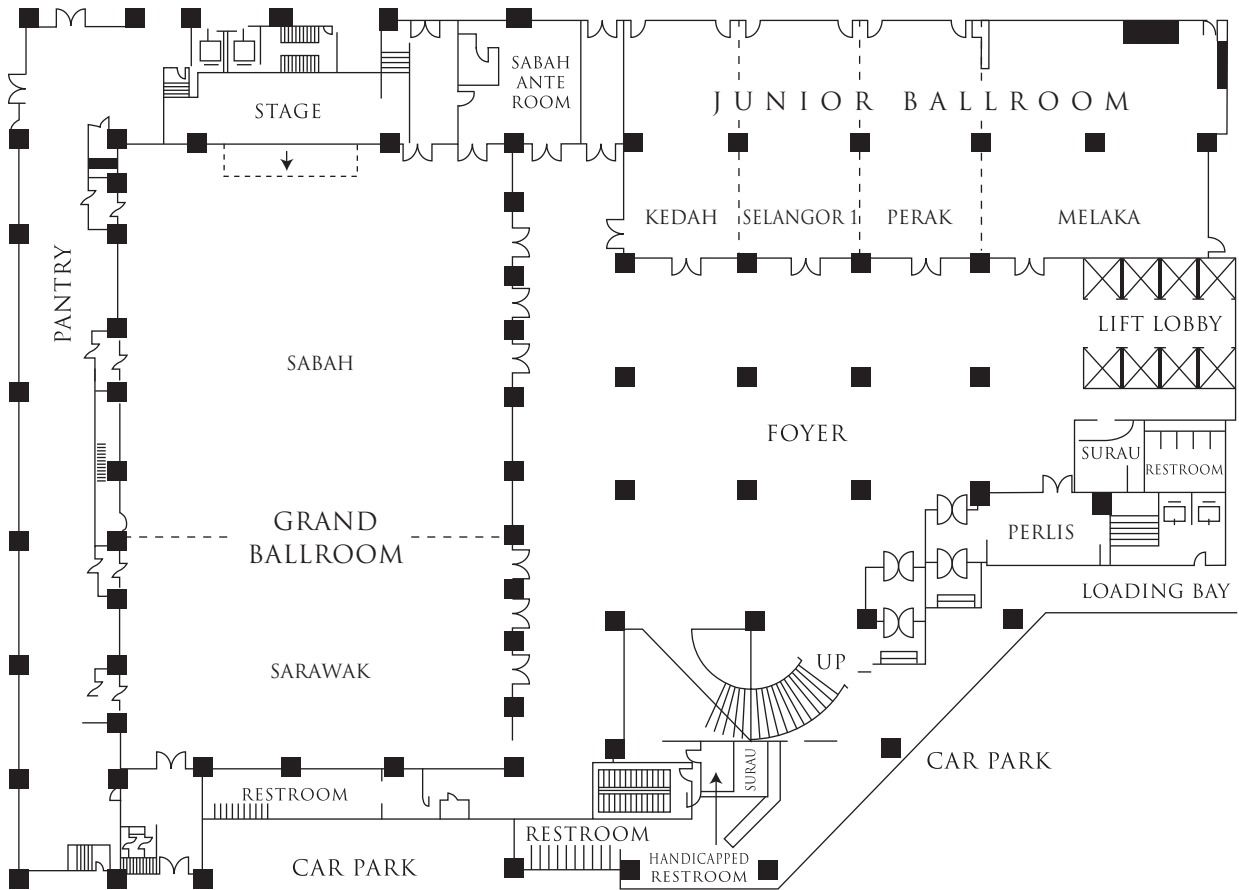 SABAH
ANTE
ROOM
STAGE
JUNIOR BALLROOM
KEDAH
SELANGOR 1
PERAK
MELAKA
PANTRY
LIFT LOBBY
SABAH
FOYER
SURAU
RESTROOM
GRAND
BALLROOM
PERLIS
LOADING BAY
SARAWAK
UP
CAR PARK
SURAU
RESTROOM
RESTROOM
CAR PARK
HANDICAPPED
RESTROOM